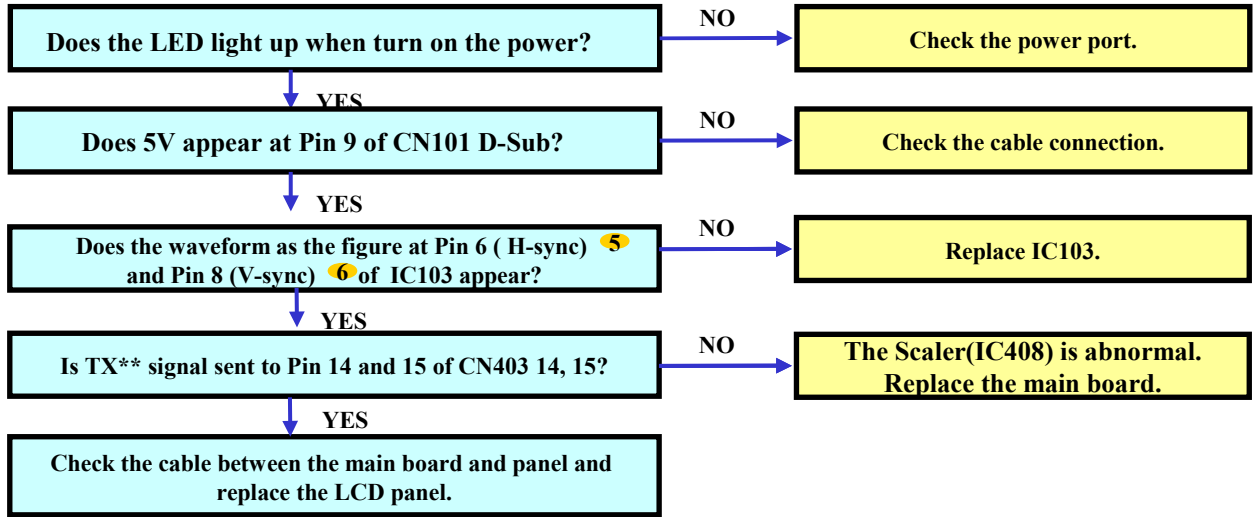 Does the LED light up when turn on the power?
NO
Check the power port.
YES
Does 5V appear at Pin 9 of CN101 D-Sub?
NO
Check the cable connection.
YES
Does the waveform as the figure at Pin 6 ( H-sync) 5
and Pin 8 (V-sync) 6 of IC103 appear?
NO
Replace IC103.
YES
Is TX** signal sent to Pin 14 and 15 of CN403 14, 15?
NO
The Scaler(IC408) is abnormal.
Replace the main board.
YES
Check the cable between the main board and panel and
replace the LCD panel.